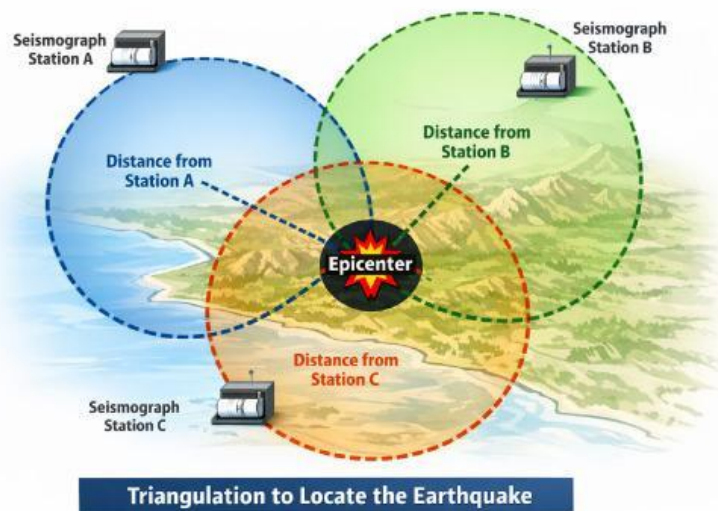 Seismograph
Station A
Seismograph
Station B
Distance from
Station A
Distance from
Station B
Epicenter
Distance from
Station C
Seismograph
Station C
Triangulation to Locate the Earthquake